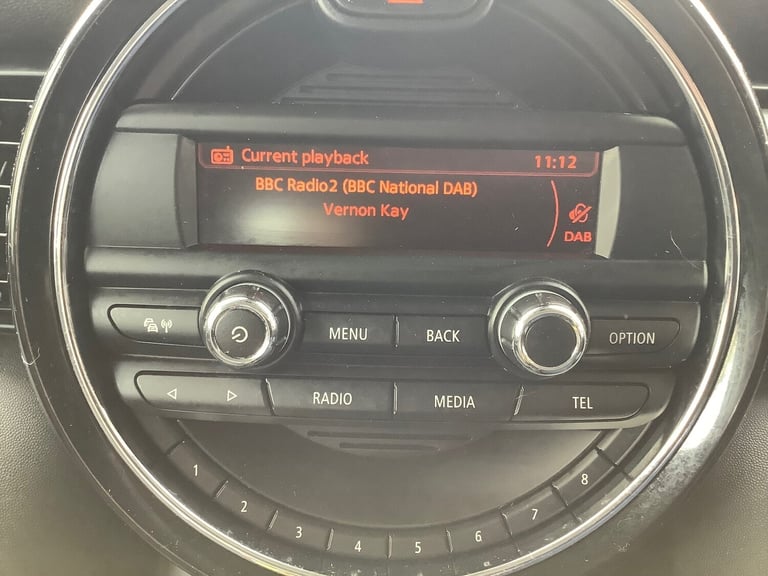 Current playback 11:12
BBC Radio2 (BBC National DAB)
Vernon Kay
DAB
MENU BACK OPTION
RADIO MEDIA TEL
1 2 3 4 5 6 7 8